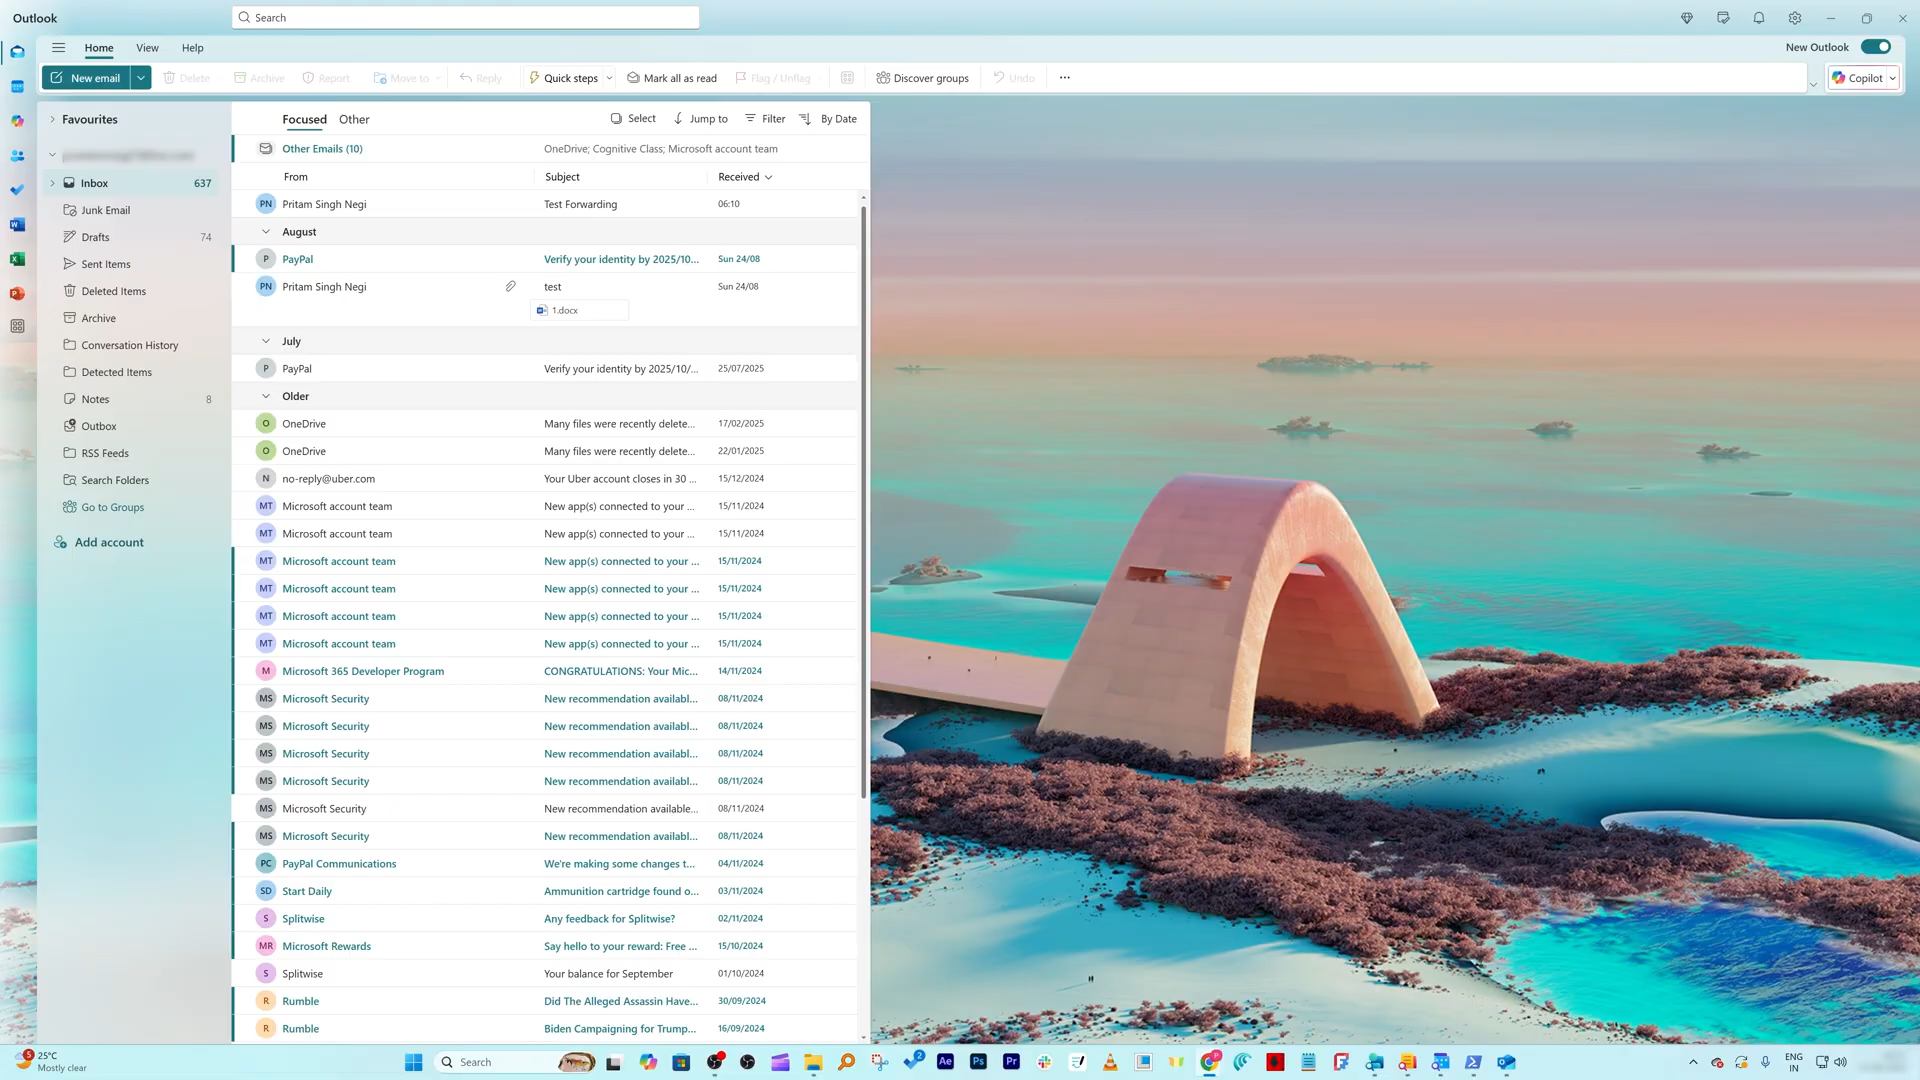 Outlook
Search
Home View Help
New Outlook
New email Delete Archive Report Move to Reply Quick steps Mark all as read Flag / Unflag Discover groups Undo ... Copilot
Favourites
Inbox 637
Junk Email
Drafts 74
Sent Items
Deleted Items
Archive
Conversation History
Detected Items
Notes 8
Outbox
RSS Feeds
Search Folders
Go to Groups
Add account
Focused Other Select Jump to Filter By Date
Other Emails (10) OneDrive; Cognitive Class; Microsoft account team
From Subject Received
PN Pritam Singh Negi Test Forwarding 06:10
August
P PayPal Verify your identity by 2025/10... Sun 24/08
PN Pritam Singh Negi test Sun 24/08
1.docx
July
P PayPal Verify your identity by 2025/10/... 25/07/2025
Older
O OneDrive Many files were recently delete... 17/02/2025
O OneDrive Many files were recently delete... 22/01/2025
N no-reply@uber.com Your Uber account closes in 30 ... 15/12/2024
MT Microsoft account team New app(s) connected to your ... 15/11/2024
MT Microsoft account team New app(s) connected to your ... 15/11/2024
MT Microsoft account team New app(s) connected to your ... 15/11/2024
MT Microsoft account team New app(s) connected to your ... 15/11/2024
MT Microsoft account team New app(s) connected to your ... 15/11/2024
MT Microsoft account team New app(s) connected to your ... 15/11/2024
M Microsoft 365 Developer Program CONGRATULATIONS: Your Mic... 14/11/2024
MS Microsoft Security New recommendation availabl... 08/11/2024
MS Microsoft Security New recommendation availabl... 08/11/2024
MS Microsoft Security New recommendation availabl... 08/11/2024
MS Microsoft Security New recommendation availabl... 08/11/2024
MS Microsoft Security New recommendation available... 08/11/2024
MS Microsoft Security New recommendation availabl... 08/11/2024
PC PayPal Communications We're making some changes t... 04/11/2024
SD Start Daily Ammunition cartridge found o... 03/11/2024
S Splitwise Any feedback for Splitwise? 02/11/2024
MR Microsoft Rewards Say hello to your reward: Free ... 15/10/2024
S Splitwise Your balance for September 01/10/2024
R Rumble Did The Alleged Assassin Have... 30/09/2024
R Rumble Biden Campaigning for Trump... 16/09/2024
5 25°C
Mostly clear
Search
2
Ae Ps Pr
ENG
IN